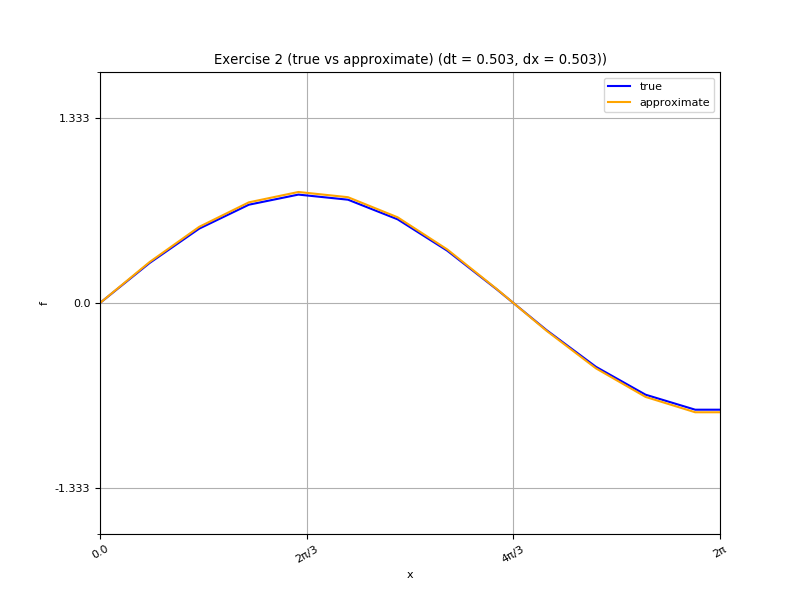 Exercise 2 (true vs approximate) (dt = 0.503, dx = 0.503))
true
approximate
1.333
0.0
-1.333
f
0.0
2π/3
4π/3
2π
x